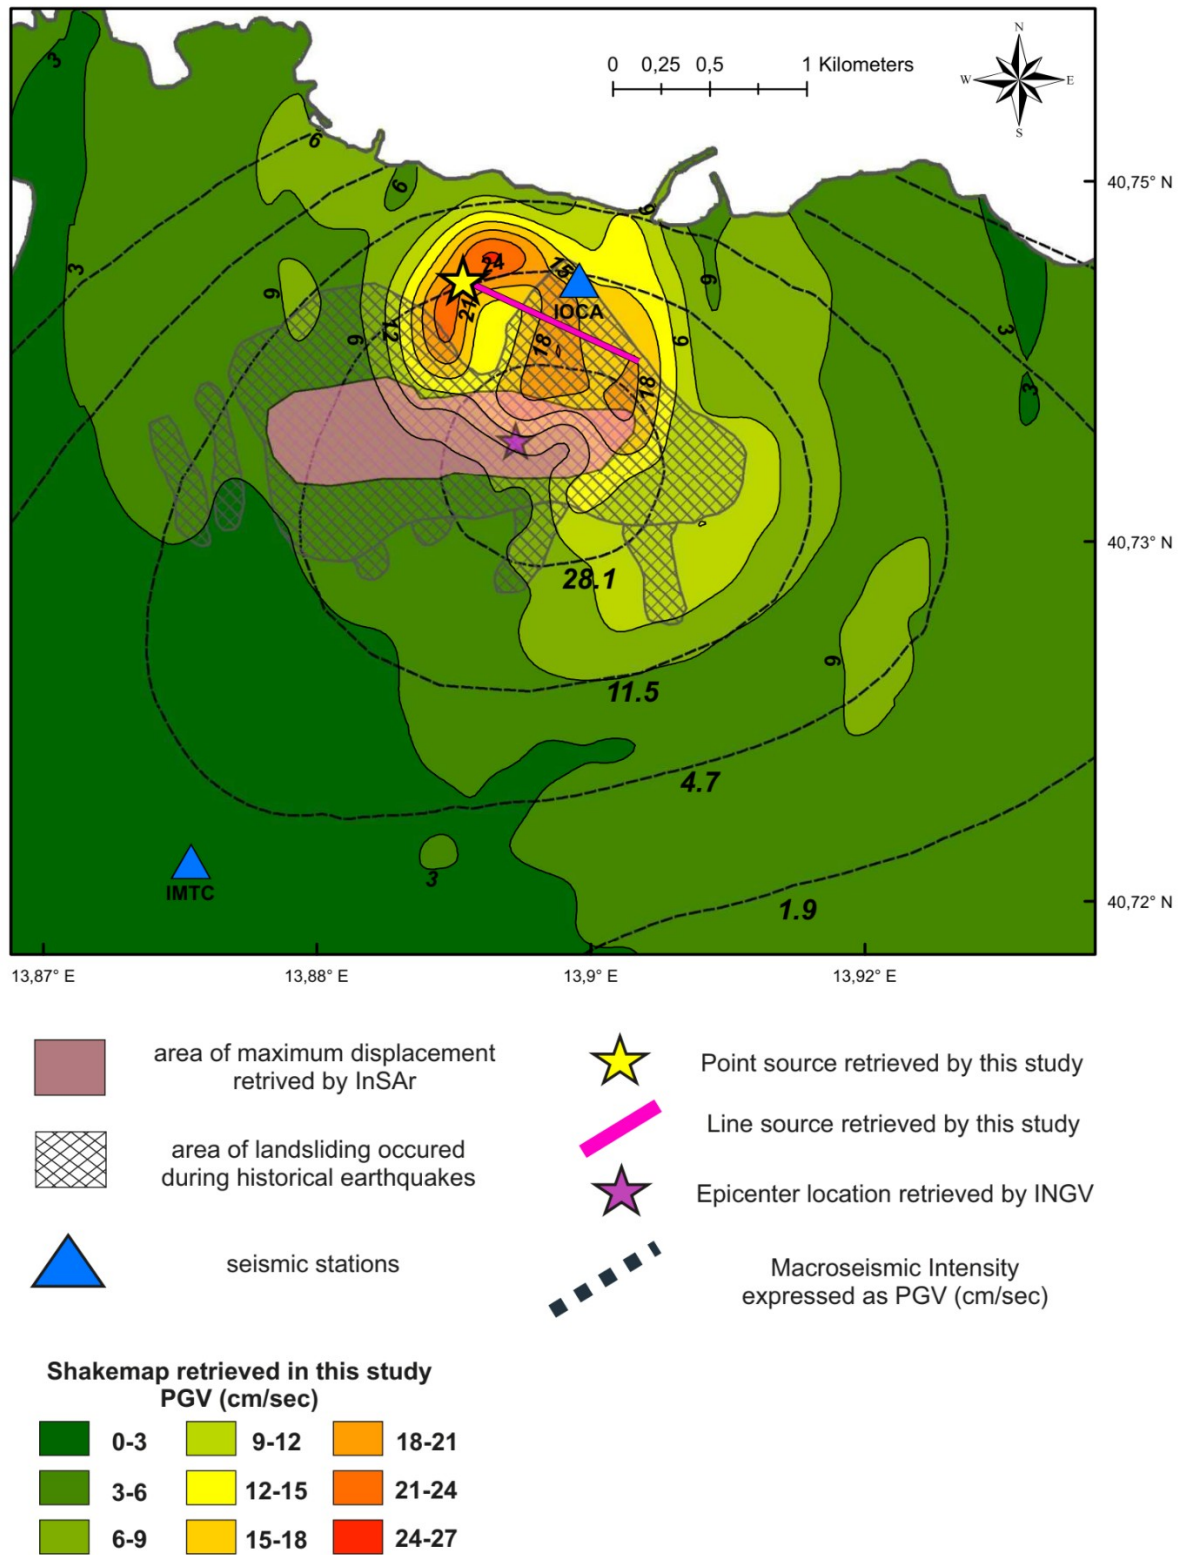 N
W E
S
0 0,25 0,5 1 Kilometers
3
6
6
9
40,75° N
3
6
24
15
6
IOCA
21
12
6
18
6
3
18
3
40,73° N
28.1
6
11.5
4.7
3
IMTC
1.9
40,72° N
13,87° E 13,88° E 13,9° E 13,92° E
area of maximum displacement
retrived by InSAr
Point source retrieved by this study
Line source retrieved by this study
area of landsliding occured
during historical earthquakes
Epicenter location retrieved by INGV
seismic stations
Macroseismic Intensity
expressed as PGV (cm/sec)
Shakemap retrieved in this study
PGV (cm/sec)
0-3 9-12 18-21
3-6 12-15 21-24
6-9 15-18 24-27